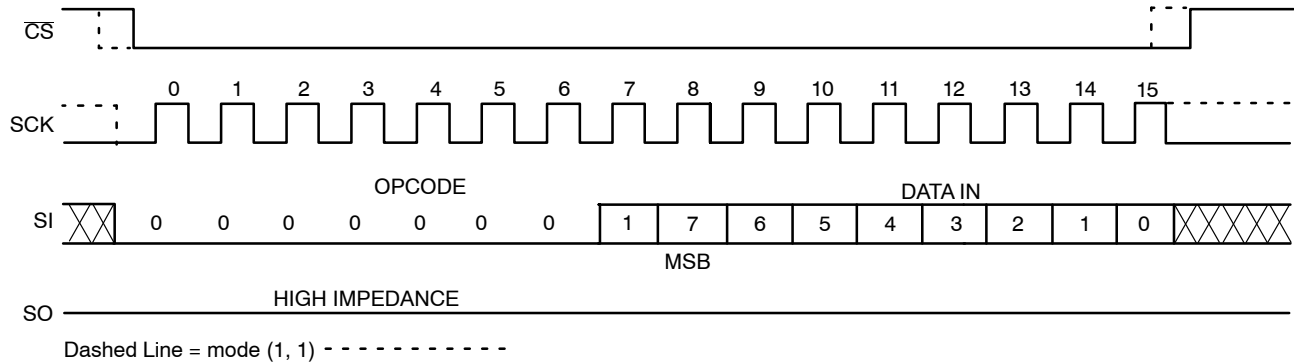 CS
0 1 2 3 4 5 6 7 8 9 10 11 12 13 14 15
SCK
OPCODE DATA IN
SI 0 0 0 0 0 0 0 1 7 6 5 4 3 2 1 0
MSB
HIGH IMPEDANCE
SO
Dashed Line = mode (1, 1)